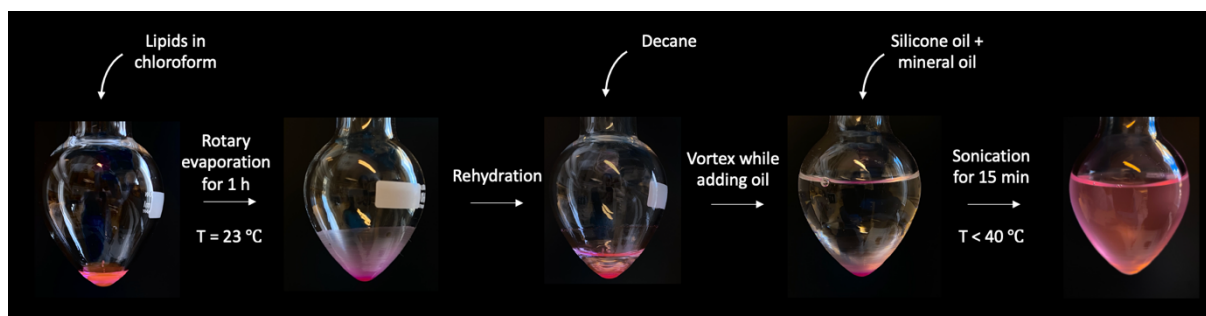 Lipids in
chloroform
Rotary
evaporation
for 1 h
T = 23 ℃
Rehydration
Decane
Vortex while
adding oil
Silicone oil +
mineral oil
Sonication
for 15 min
T < 40 ℃